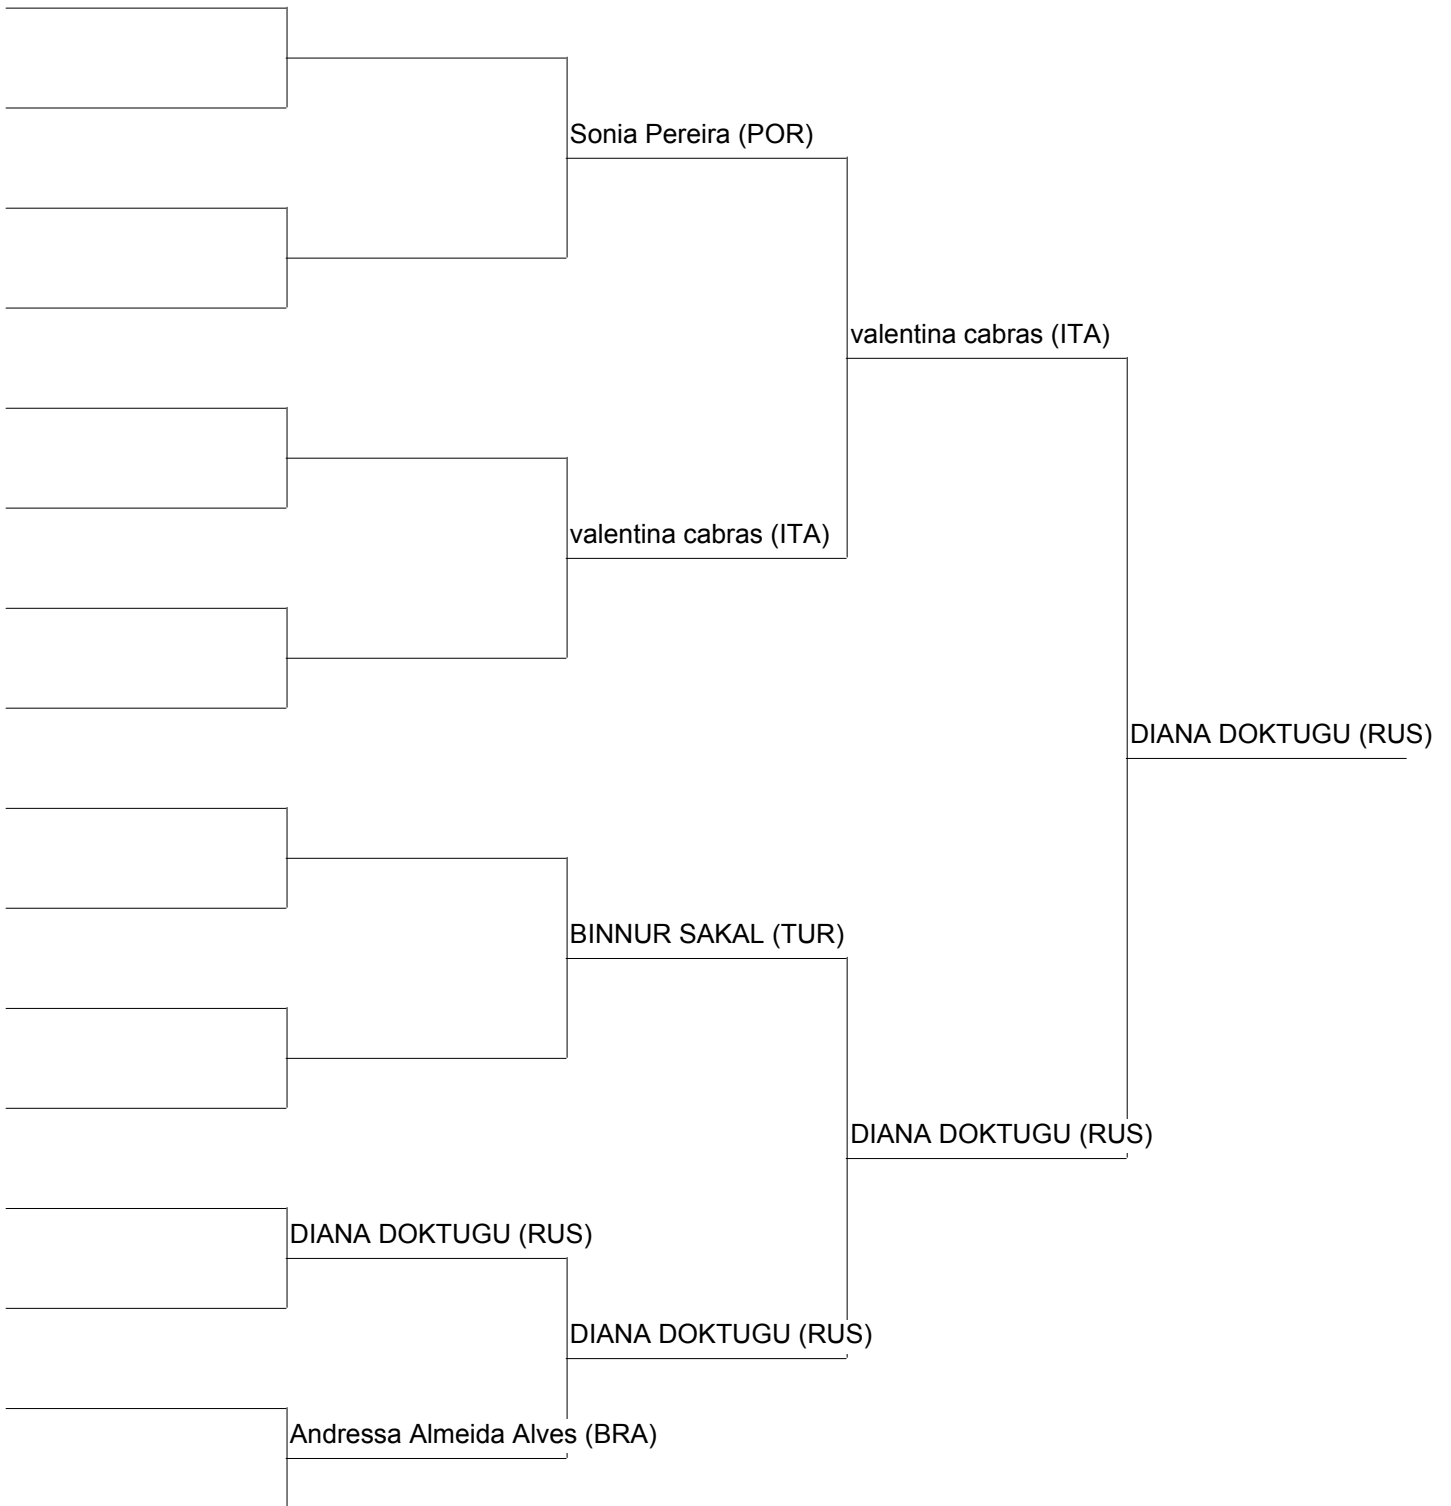 Sonia Pereira (POR)
valentina cabras (ITA)
valentina cabras (ITA)
DIANA DOKTUGU (RUS)
BINNUR SAKAL (TUR)
DIANA DOKTUGU (RUS)
DIANA DOKTUGU (RUS)
DIANA DOKTUGU (RUS)
Andressa Almeida Alves (BRA)